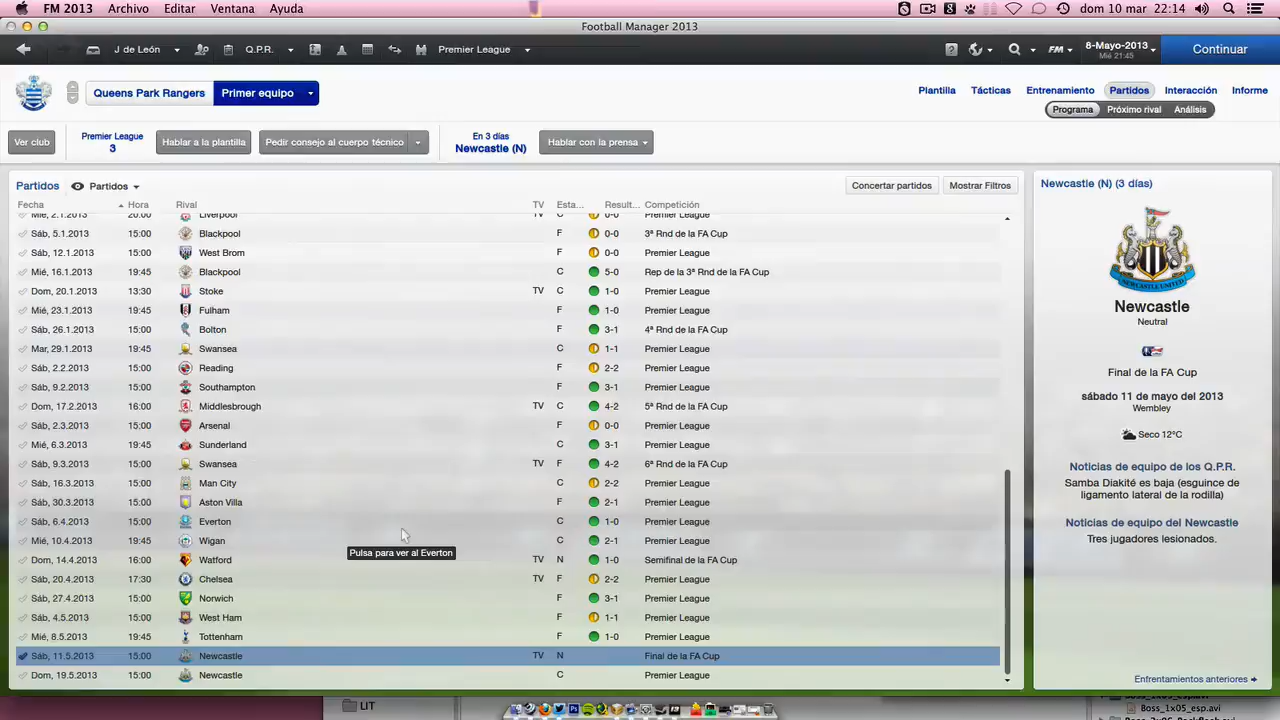 FM 2013 Archivo Editar Ventana Ayuda dom 10 mar 22:14
Football Manager 2013
J de León Q.P.R. Premier League FM 8-Mayo-2013 Continuar
Mié 21:45
Queens Park Rangers Primer equipo Plantilla Tácticas Entrenamiento Partidos Interacción Informe
Programa Próximo rival Análisis
Ver club Premier League Hablar a la plantilla Pedir consejo al cuerpo técnico En 3 días Hablar con la prensa
3 Newcastle (N)
Partidos Partidos Concertar partidos Mostrar Filtros
Fecha Hora Rival TV Esta... Result... Competición
Mié, 2.1.2013 20:00 Liverpool TV C 0-0 Premier League
Sáb, 5.1.2013 15:00 Blackpool F 0-0 3ª Rnd de la FA Cup
Sáb, 12.1.2013 15:00 West Brom F 0-0 Premier League
Mié, 16.1.2013 19:45 Blackpool C 5-0 Rep de la 3ª Rnd de la FA Cup
Dom, 20.1.2013 13:30 Stoke TV C 1-0 Premier League
Mié, 23.1.2013 19:45 Fulham F 1-0 Premier League
Sáb, 26.1.2013 15:00 Bolton F 3-1 4ª Rnd de la FA Cup
Mar, 29.1.2013 19:45 Swansea C 1-1 Premier League
Sáb, 2.2.2013 15:00 Reading F 2-2 Premier League
Sáb, 9.2.2013 15:00 Southampton F 3-1 Premier League
Dom, 17.2.2013 16:00 Middlesbrough TV C 4-2 5ª Rnd de la FA Cup
Sáb, 2.3.2013 15:00 Arsenal F 0-0 Premier League
Mié, 6.3.2013 19:45 Sunderland C 3-1 Premier League
Sáb, 9.3.2013 15:00 Swansea TV F 4-2 6ª Rnd de la FA Cup
Sáb, 16.3.2013 15:00 Man City C 2-2 Premier League
Sáb, 30.3.2013 15:00 Aston Villa F 2-1 Premier League
Sáb, 6.4.2013 15:00 Everton C 1-0 Premier League
Mié, 10.4.2013 19:45 Wigan C 2-1 Premier League
Pulsa para ver al Everton
Dom, 14.4.2013 16:00 Watford TV N 1-0 Semifinal de la FA Cup
Sáb, 20.4.2013 17:30 Chelsea TV F 2-2 Premier League
Sáb, 27.4.2013 15:00 Norwich F 3-1 Premier League
Sáb, 4.5.2013 15:00 West Ham F 1-1 Premier League
Mié, 8.5.2013 19:45 Tottenham F 1-0 Premier League
Sáb, 11.5.2013 15:00 Newcastle TV N Final de la FA Cup
Dom, 19.5.2013 15:00 Newcastle C Premier League
Newcastle (N) (3 días)
NEWCASTLE UNITED
Newcastle
Neutral
Final de la FA Cup
sábado 11 de mayo del 2013
Wembley
Seco 12°C
Noticias de equipo de los Q.P.R.
Samba Diakité es baja (esguince de
ligamento lateral de la rodilla)
Noticias de equipo del Newcastle
Tres jugadores lesionados.
Enfrentamientos anteriores
LIT
Boss_1x05_esp.avi